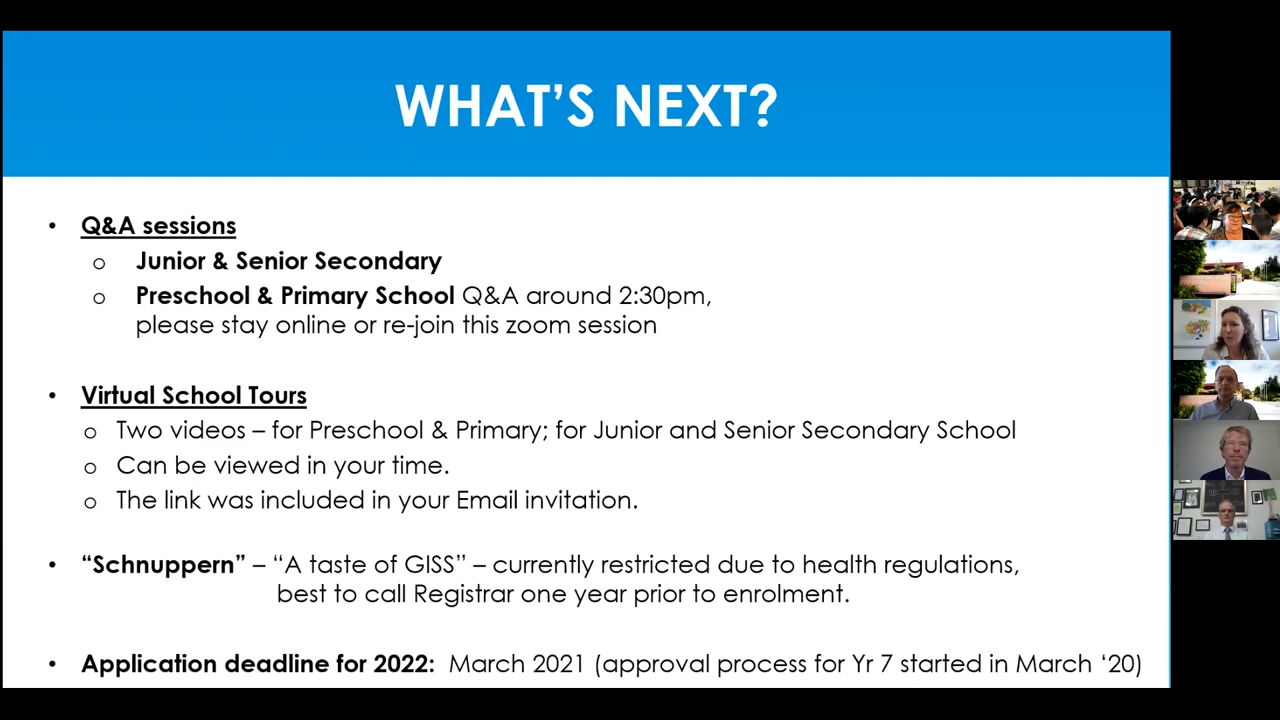 WHAT’S NEXT?
• Q&A sessions
o Junior & Senior Secondary
o Preschool & Primary School Q&A around 2:30pm,
please stay online or re-join this zoom session
• Virtual School Tours
o Two videos – for Preschool & Primary; for Junior and Senior Secondary School
o Can be viewed in your time.
o The link was included in your Email invitation.
• “Schnuppern” – “A taste of GISS” – currently restricted due to health regulations,
best to call Registrar one year prior to enrolment.
• Application deadline for 2022: March 2021 (approval process for Yr 7 started in March ‘20)